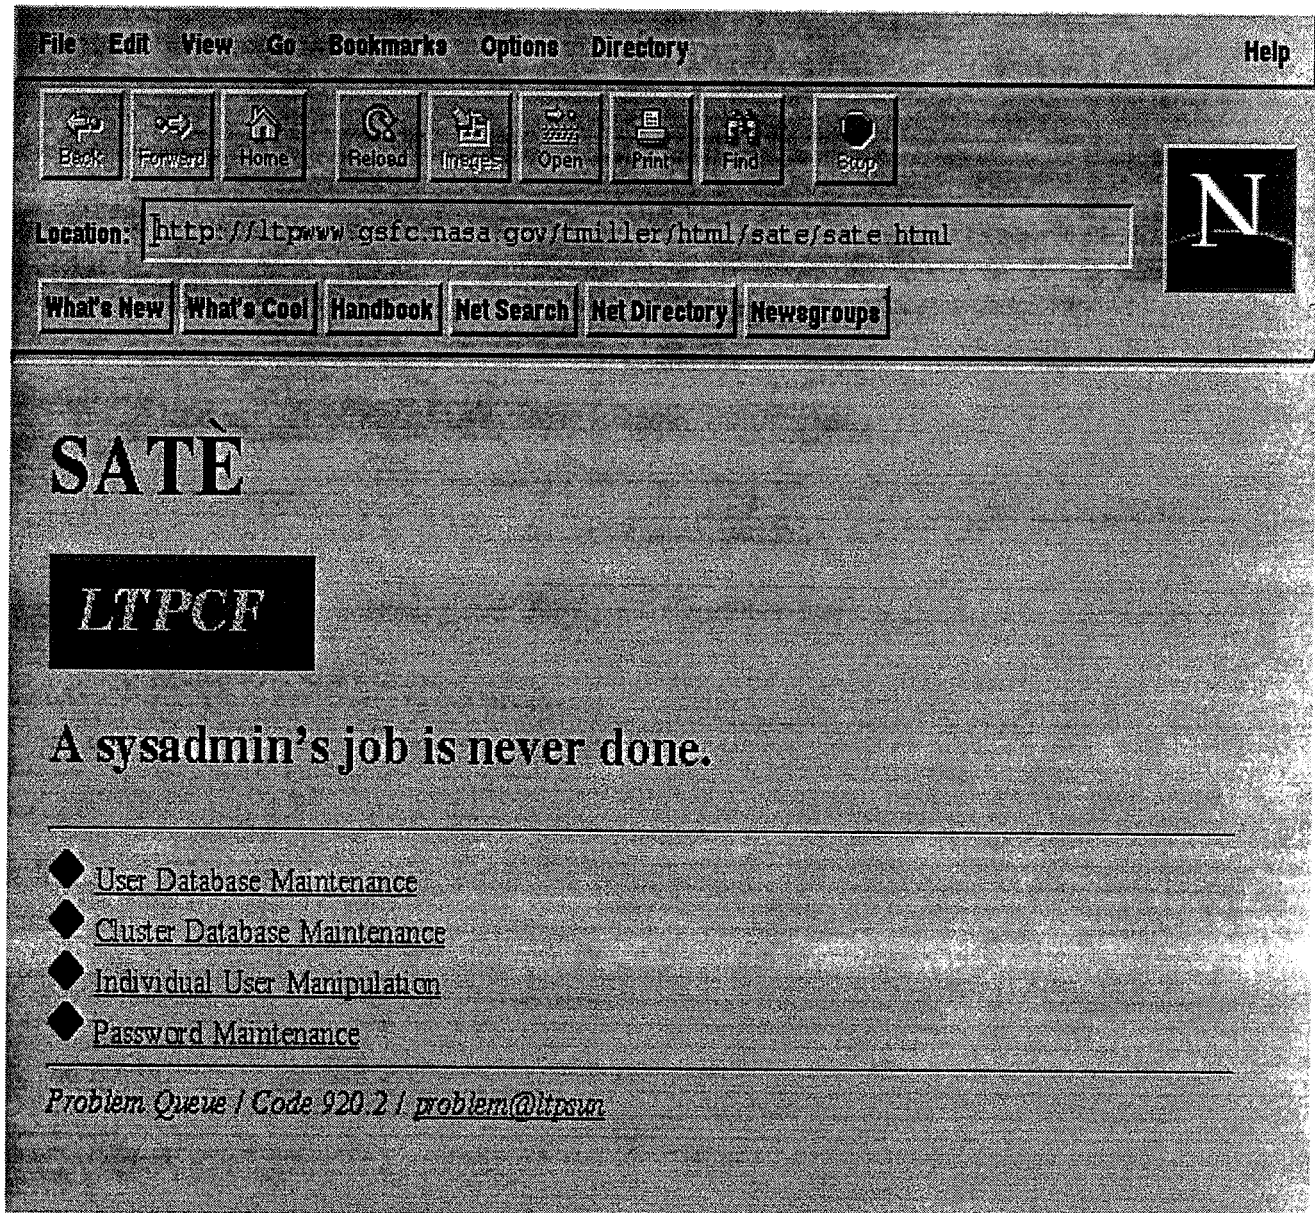 File Edit View Go Bookmarks Options Directory Help
Back Forward Home Reload Images Open Print Find Stop
N
Location: http://ltpwww.gsfc.nasa.gov/tmiller/html/sate/sate.html
What's New What's Cool Handbook Net Search Net Directory Newsgroups
SATÈ
LTPCF
A sysadmin's job is never done.
User Database Maintenance
Cluster Database Maintenance
Individual User Manipulation
Password Maintenance
Problem Queue / Code 920.2 / problem@ltpsun